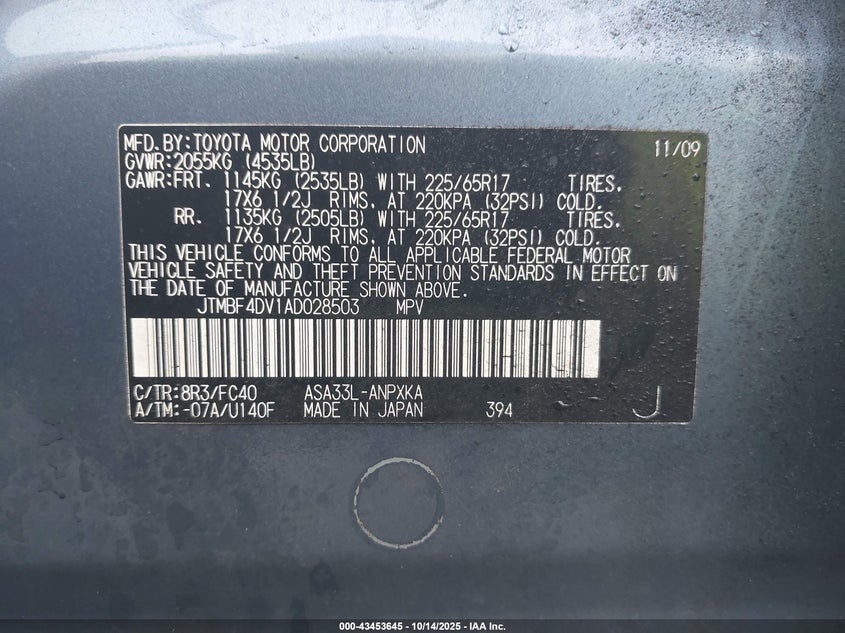 MFD. BY: TOYOTA MOTOR CORPORATION 11/09
GVWR: 2055KG (4535LB)
GAWR: FRT. 1145KG (2535LB) WITH 225/65R17 TIRES,
17X6 1/2J RIMS, AT 220KPA (32PSI) COLD.
RR. 1135KG (2505LB) WITH 225/65R17 TIRES,
17X6 1/2J RIMS, AT 220KPA (32PSI) COLD.
THIS VEHICLE CONFORMS TO ALL APPLICABLE FEDERAL MOTOR
VEHICLE SAFETY AND THEFT PREVENTION STANDARDS IN EFFECT ON
THE DATE OF MANUFACTURE SHOWN ABOVE.
JTMBF4DV1AD028503 MPV
C/TR: 8R3/FC40 ASA33L-ANPXKA
A/TM: -07A/U140F MADE IN JAPAN 394 J
000-43453645 - 10/14/2025 - IAA Inc.